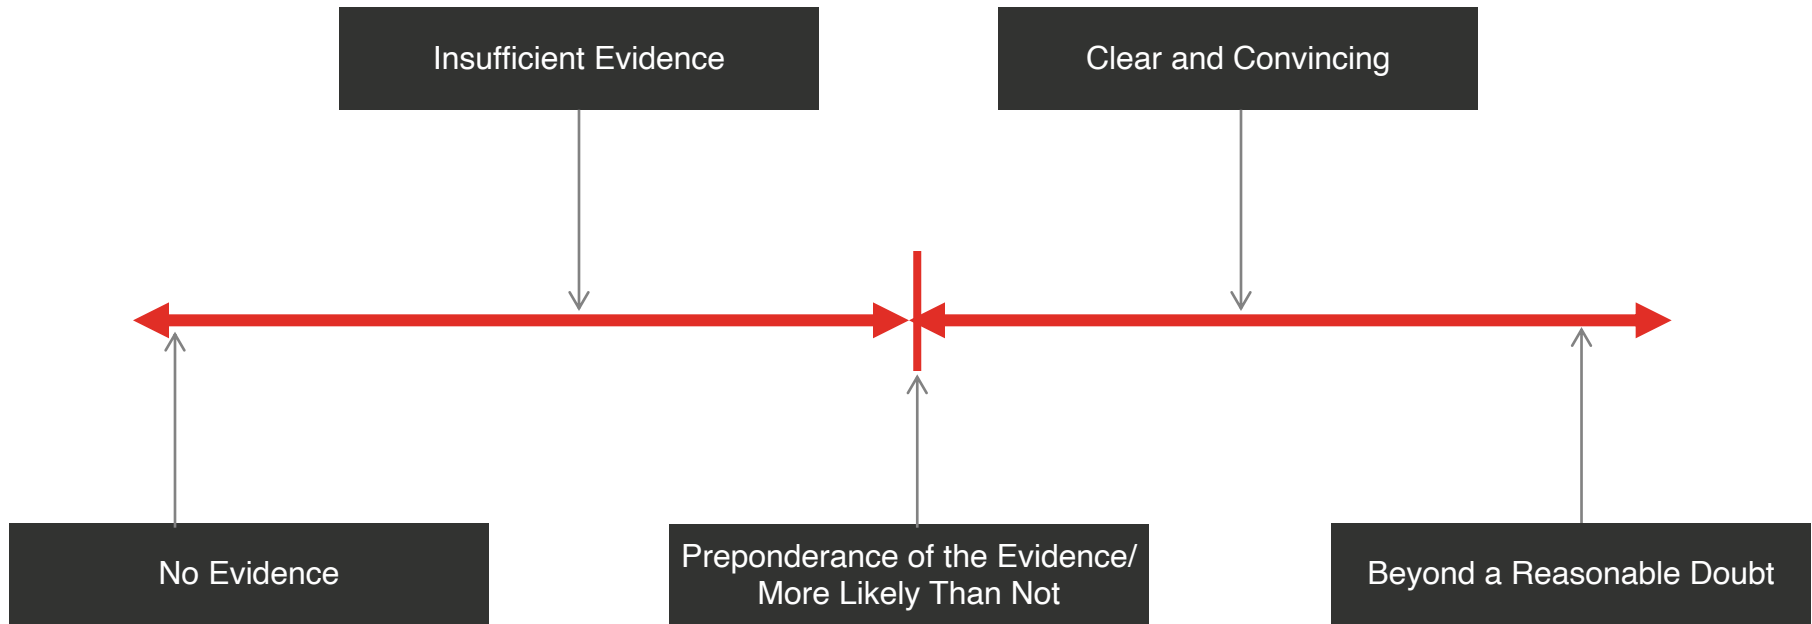 Insufficient Evidence
Clear and Convincing
No Evidence
Preponderance of the Evidence/
More Likely Than Not
Beyond a Reasonable Doubt